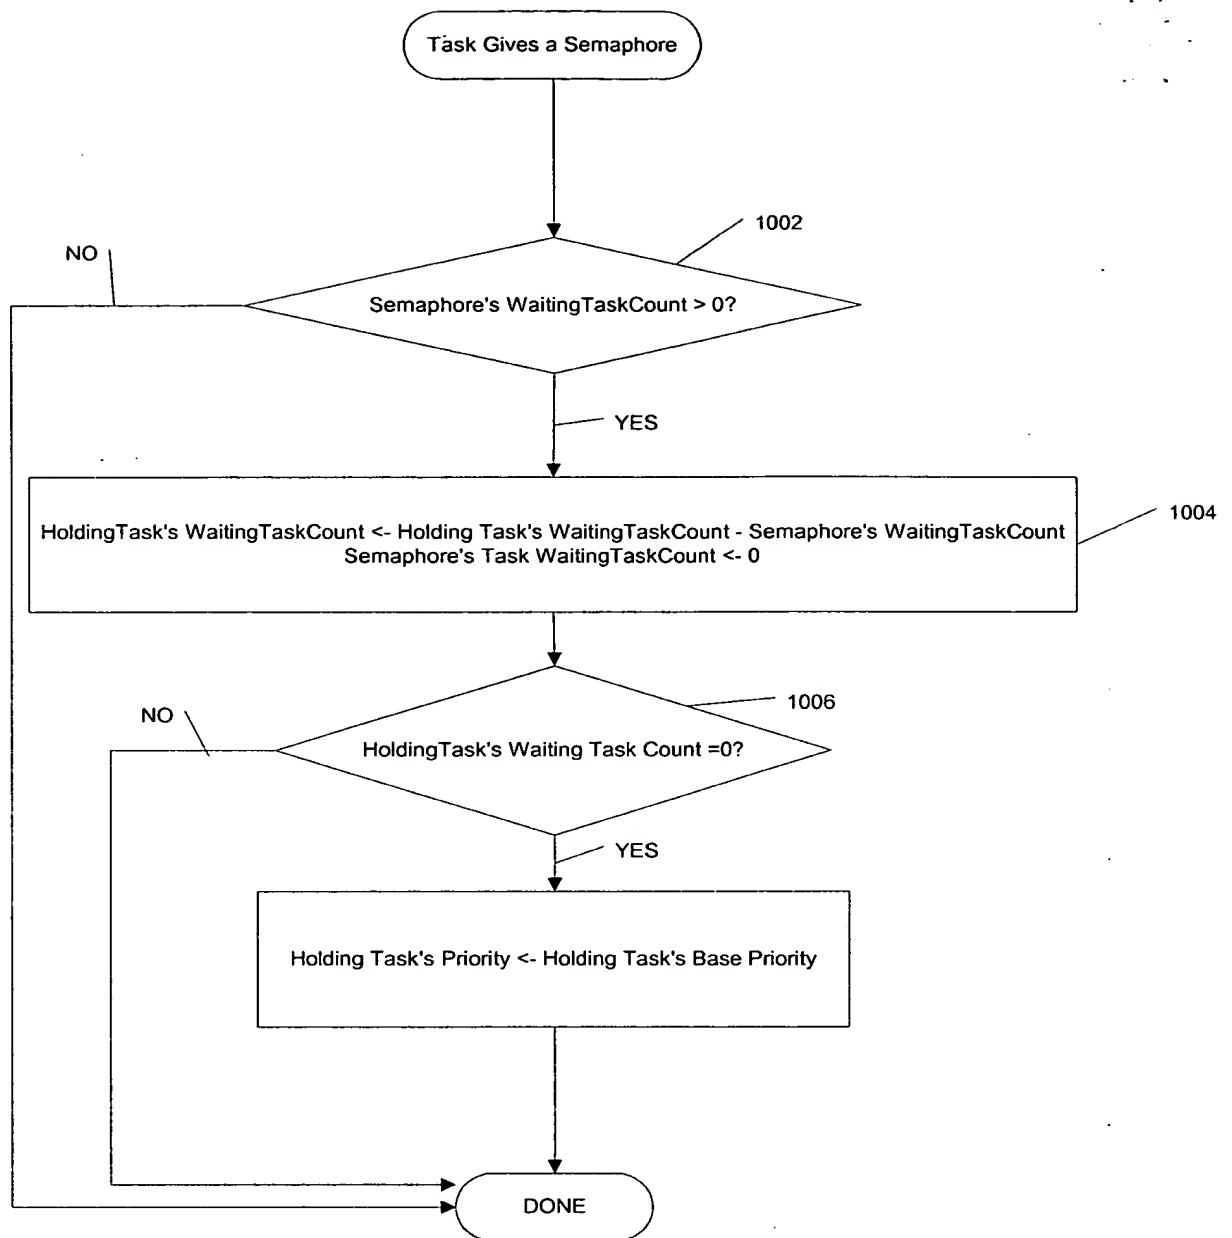 Task Gives a Semaphore
1002
NO
Semaphore's WaitingTaskCount > 0?
YES
HoldingTask's WaitingTaskCount <- Holding Task's WaitingTaskCount - Semaphore's WaitingTaskCount
Semaphore's Task WaitingTaskCount <- 0
1004
1006
NO
HoldingTask's Waiting Task Count =0?
YES
Holding Task's Priority <- Holding Task's Base Priority
DONE